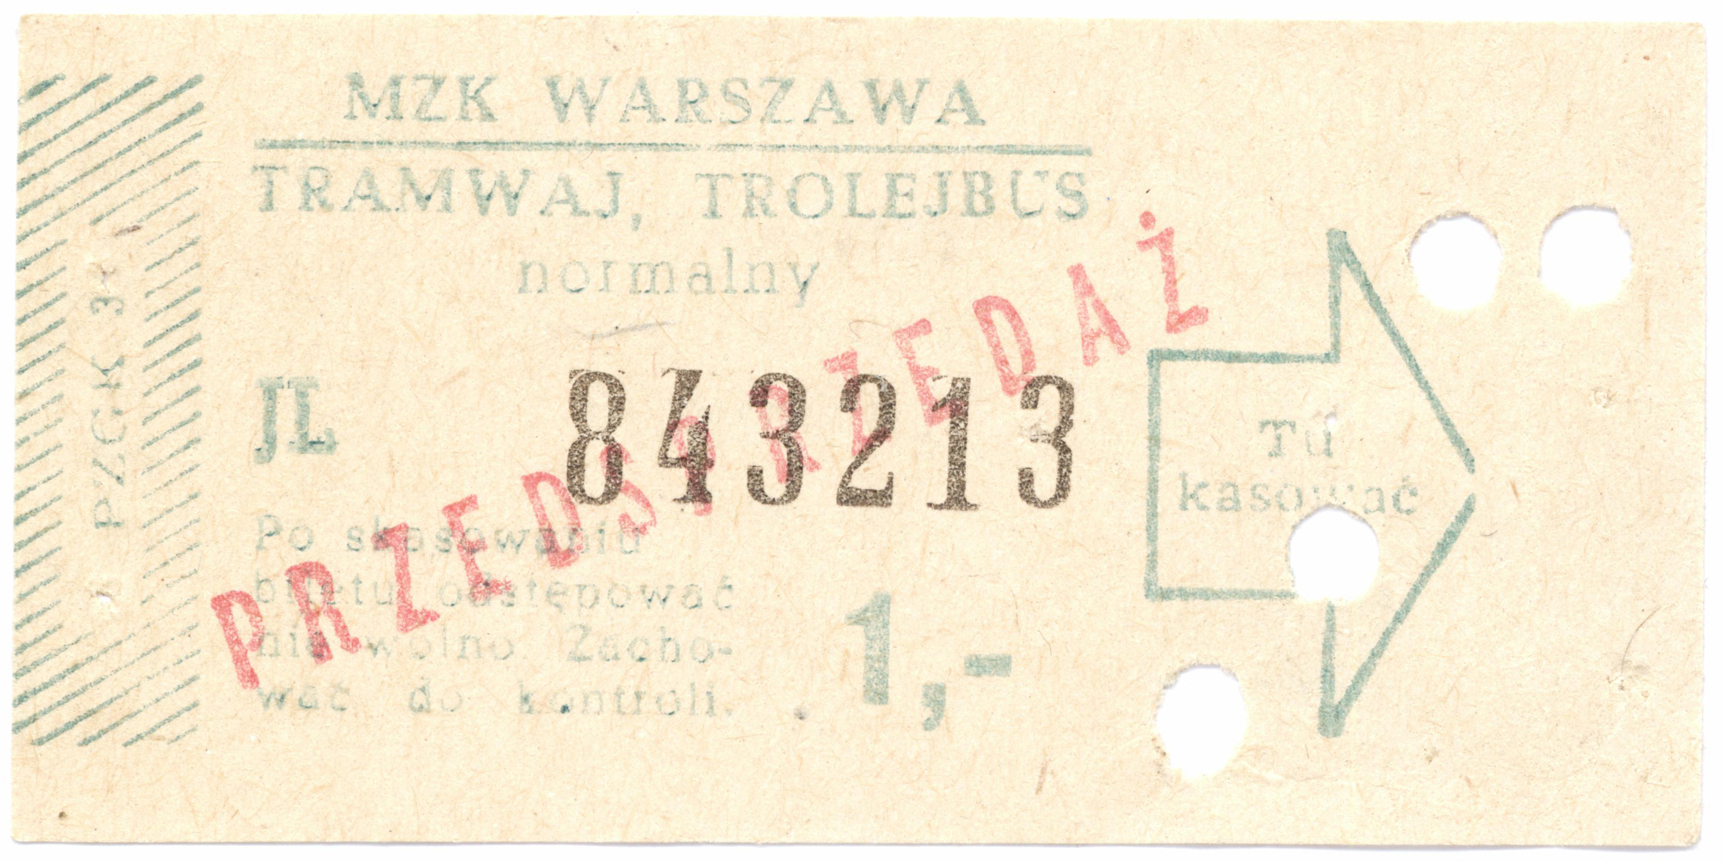 MZK WARSZAWA
TRAMWAJ, TROLEJBUS
normalny
JL 843213
PRZEDSPRZEDAŻ
Po skasowaniu
biletu odstępować
nie wolno. Zacho-
wać do kontroli.
1,-
Tu
kasować
PZGK 3